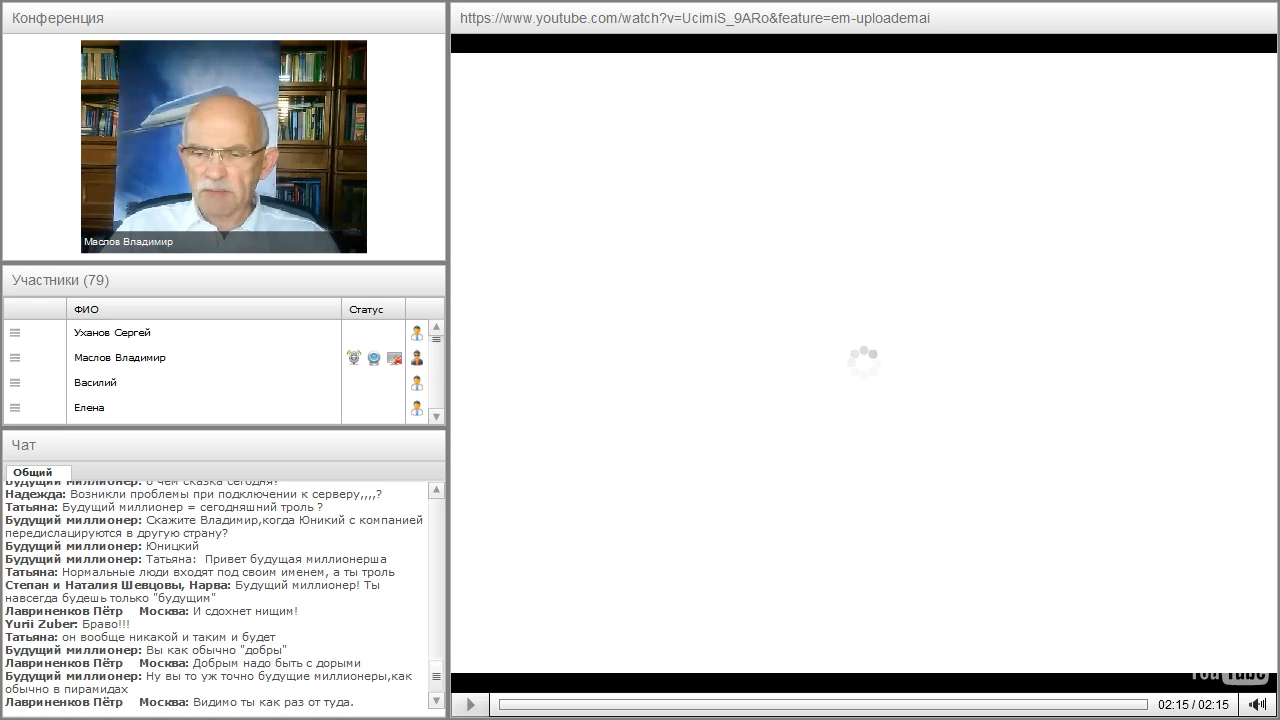 Конференция
https://www.youtube.com/watch?v=UcimiS_9ARo&feature=em-uploademai
Маслов Владимир
Участники (79)
ФИО Статус
Уханов Сергей
Маслов Владимир
Василий
Елена
Чат
Общий
Будущий миллионер: о чем сказка сегодня?
Надежда: Возникли проблемы при подключении к серверу,,,,?
Татьяна: Будущий миллионер = сегодняшний троль ?
Будущий миллионер: Скажите Владимир,когда Юникий с компанией
передислацируются в другую страну?
Будущий миллионер: Юницкий
Будущий миллионер: Татьяна: Привет будущая миллионерша
Татьяна: Нормальные люди входят под своим именем, а ты троль
Степан и Наталия Шевцовы, Нарва: Будущий миллионер! Ты
навсегда будешь только "будущим"
Лавриненков Пётр Москва: И сдохнет нищим!
Yurii Zuber: Браво!!!
Татьяна: он вообще никакой и таким и будет
Будущий миллионер: Вы как обычно "добры"
Лавриненков Пётр Москва: Добрым надо быть с дорыми
Будущий миллионер: Ну вы то уж точно будущие миллионеры,как
обычно в пирамидах
Лавриненков Пётр Москва: Видимо ты как раз от туда.
YouTube
02:15 / 02:15